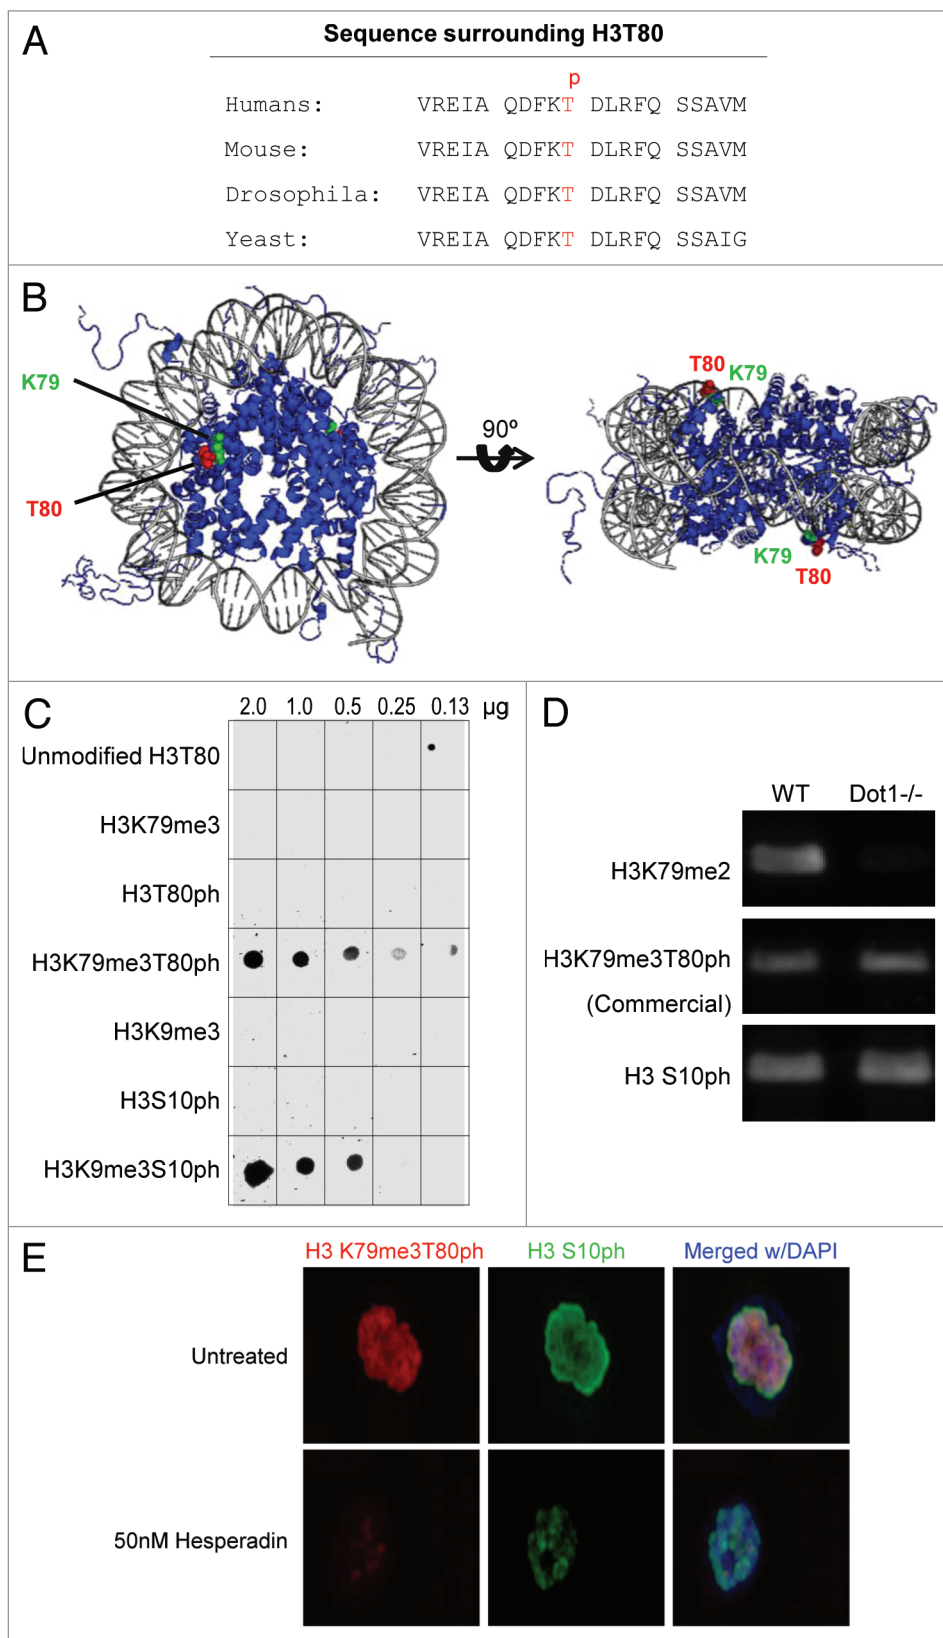 A
Sequence surrounding H3T80
p
Humans: VREIA QDFKT DLRFQ SSAVM
Mouse: VREIA QDFKT DLRFQ SSAVM
Drosophila: VREIA QDFKT DLRFQ SSAVM
Yeast: VREIA QDFKT DLRFQ SSAIG
B
K79
T80
90º
T80
K79
K79
T80
C
2.0 1.0 0.5 0.25 0.13 µg
Unmodified H3T80
H3K79me3
H3T80ph
H3K79me3T80ph
H3K9me3
H3S10ph
H3K9me3S10ph
D
WT Dot1-/-
H3K79me2
H3K79me3T80ph
(Commercial)
H3 S10ph
E
H3 K79me3T80ph H3 S10ph Merged w/DAPI
Untreated
50nM Hesperadin